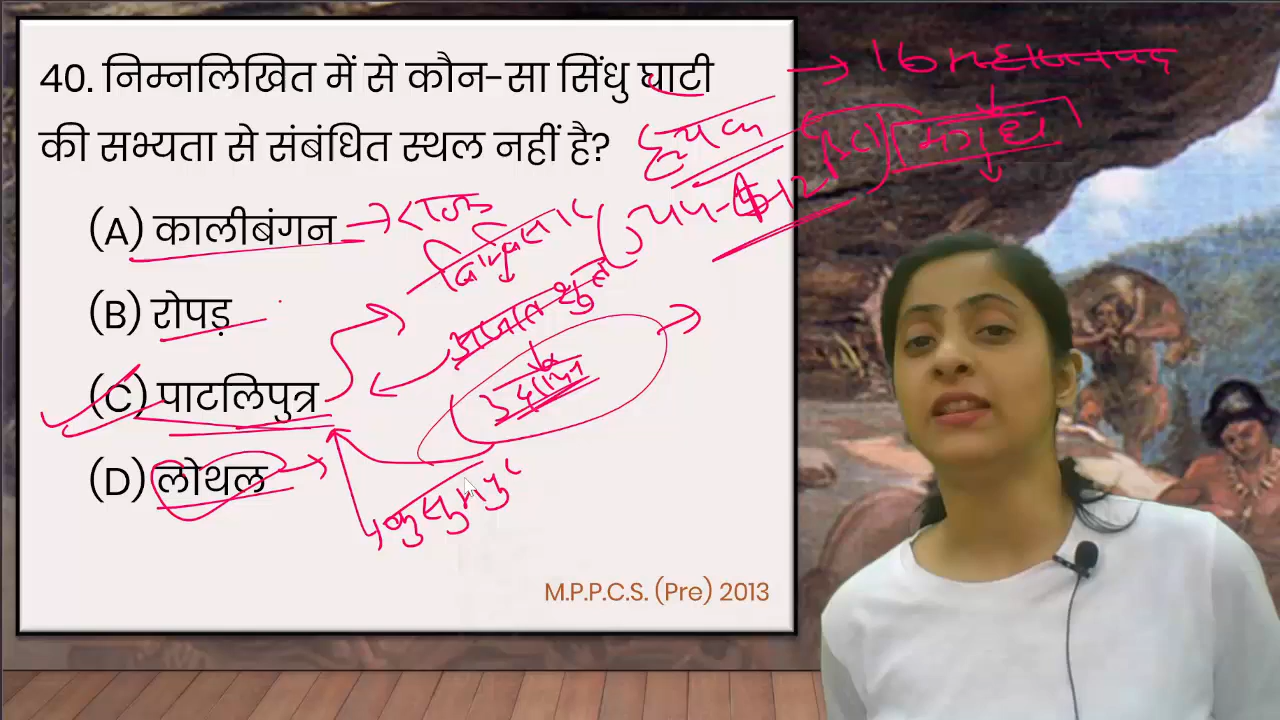 40. निम्नलिखित में से कौन-सा सिंधु घाटी
की सभ्यता से संबंधित स्थल नहीं है?
(A) कालीबंगन
(B) रोपड़
(C) पाटलिपुत्र
(D) लोथल
M.P.P.C.S. (Pre) 2013
16 महाजनपद
मगध
हर्यक
बिम्बिसार
अजातशत्रु
उदायिन
कुसुमपुर